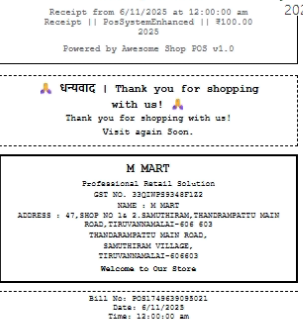 202
Receipt from 6/11/2025 at 12:00:00 am
Receipt || PosSystemEnhanced || ₹100.00
2025
Powered by Awesome Shop POS v1.0
🙏 धन्यवाद | Thank you for shopping
with us! 🙏
Thank you for shopping with us!
Visit again Soon.
M MART
Professional Retail Solution
GST NO. 33QIWPS9348F1Z2
NAME : M MART
ADDRESS : 47,SHOP NO 1& 2.SAMUTHIRAM,THANDRAMPATTU MAIN
ROAD,TIRUVANNAMALAI-606 603
THANDARAMPATTU MAIN ROAD,
SAMUTHIRAM VILLAGE,
TIRUVANNAMALAI-606603
Welcome to Our Store
Bill No: POS1749639095021
Date: 6/11/2025
Time: 12:00:00 am